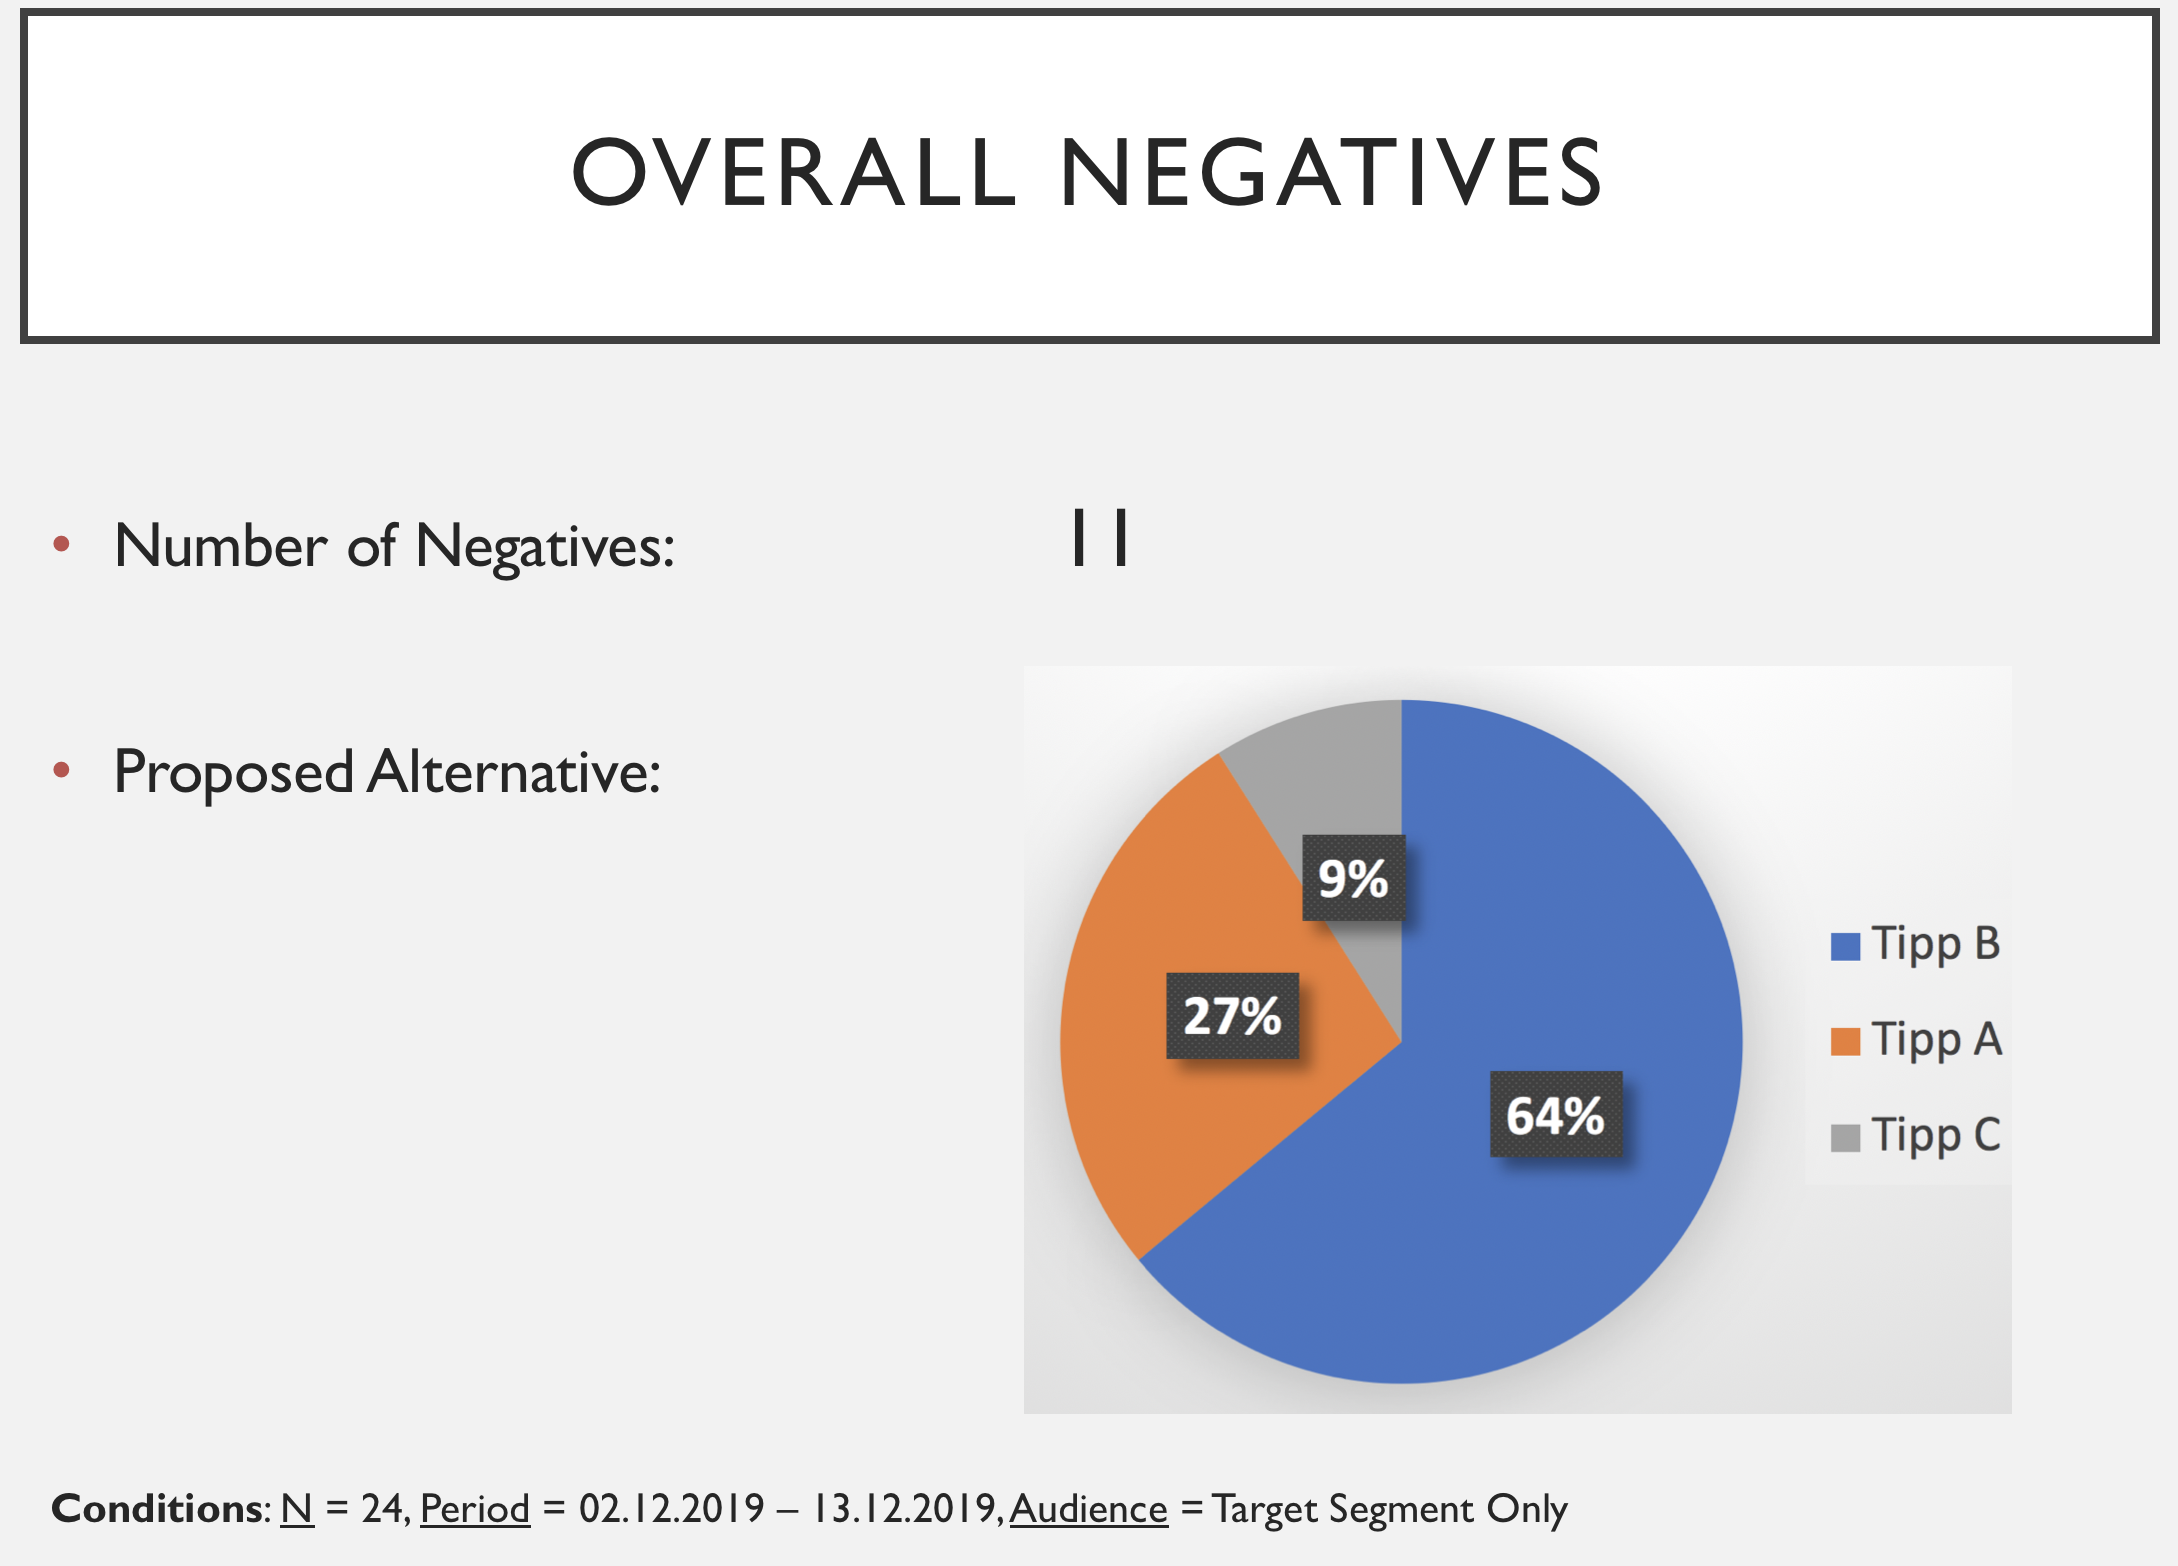 OVERALL NEGATIVES
• Number of Negatives: 11
• Proposed Alternative:
9%
27%
64%
Tipp B
Tipp A
Tipp C
Conditions: N = 24, Period = 02.12.2019 – 13.12.2019, Audience = Target Segment Only